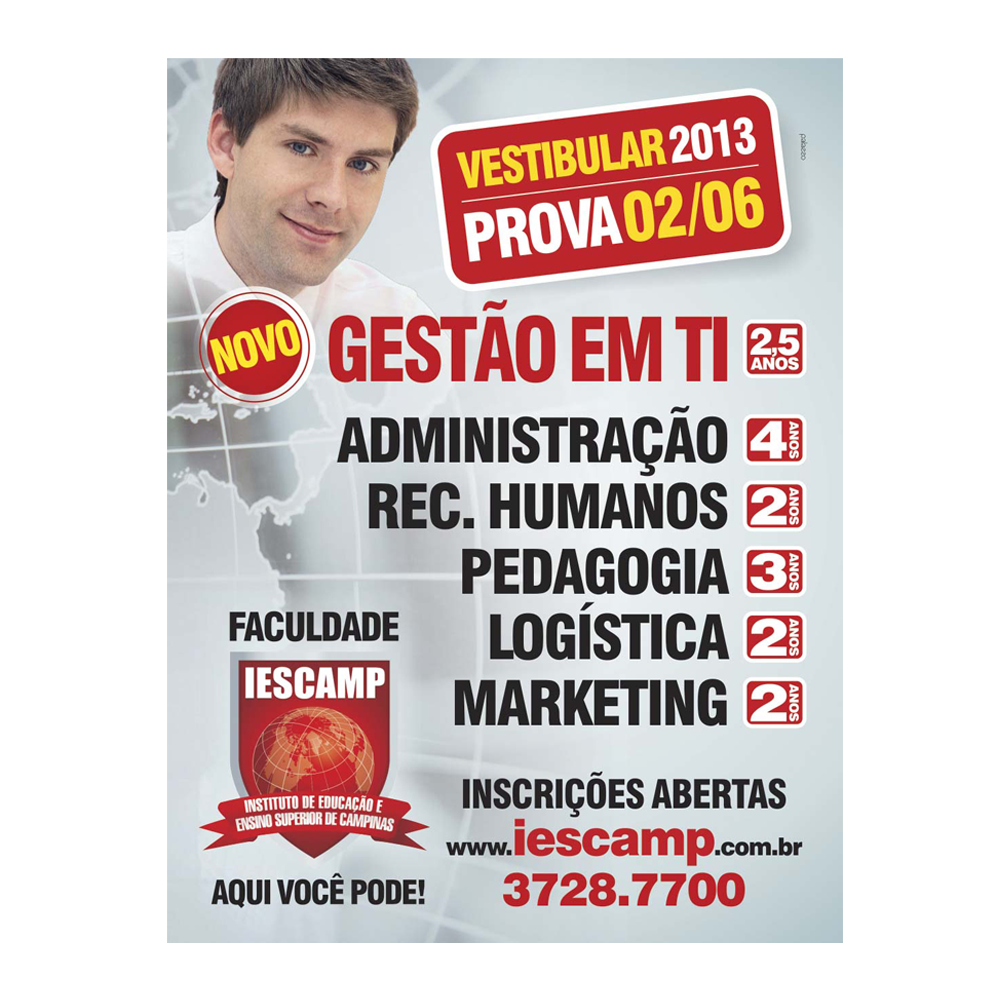 VESTIBULAR 2013
PROVA 02/06
NOVO
GESTÃO EM TI 2,5 ANOS
ADMINISTRAÇÃO 4 ANOS
REC. HUMANOS 2 ANOS
PEDAGOGIA 3 ANOS
LOGÍSTICA 2 ANOS
MARKETING 2 ANOS
FACULDADE
IESCAMP
INSTITUTO DE EDUCAÇÃO E
ENSINO SUPERIOR DE CAMPINAS
AQUI VOCÊ PODE!
INSCRIÇÕES ABERTAS
www.iescamp.com.br
3728.7700